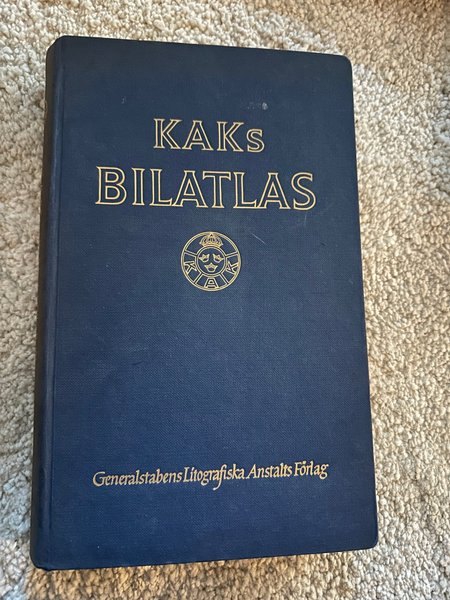 KAKs
BILATLAS
K A K
Generalstabens Litografiska Anstalts Förlag